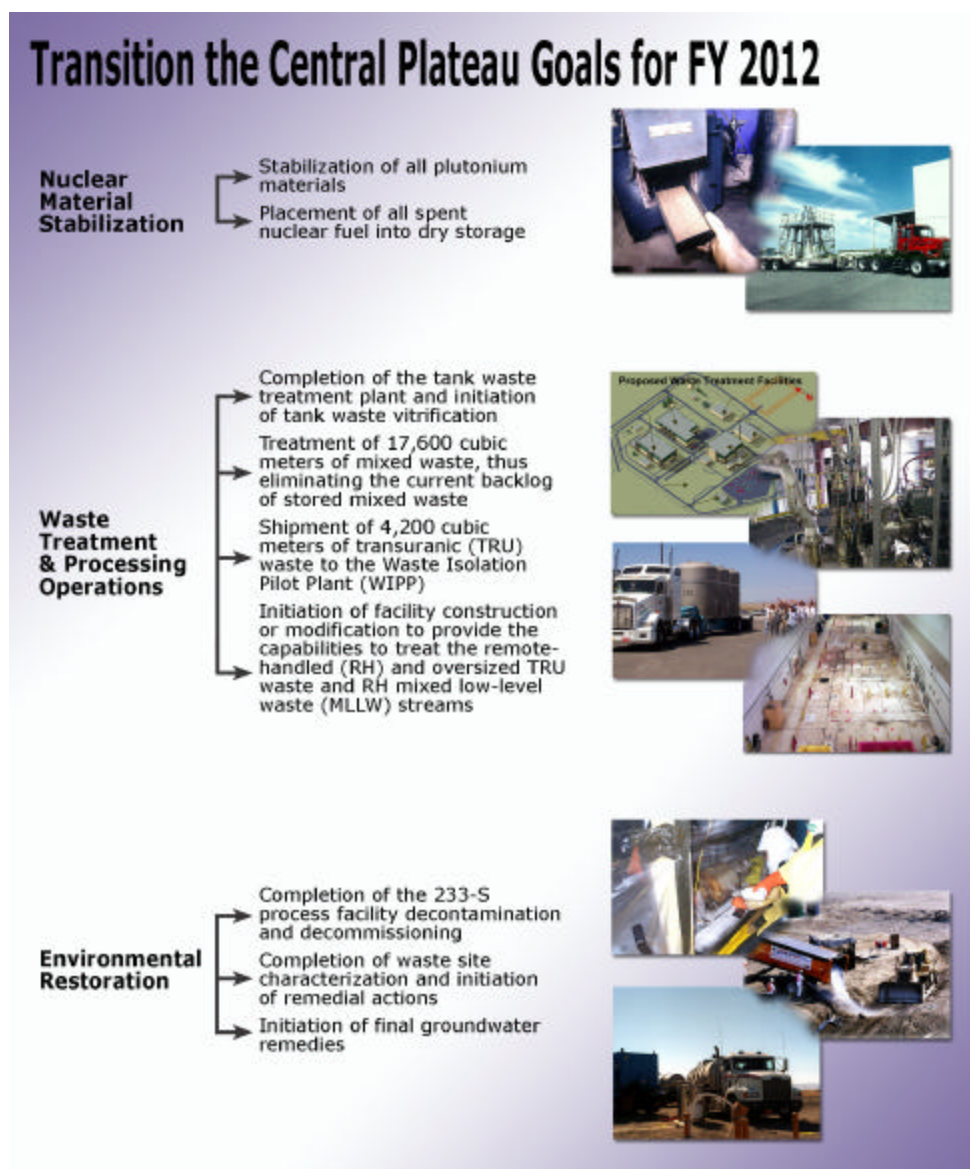 Transition the Central Plateau Goals for FY 2012
Nuclear
Material
Stabilization
Stabilization of all plutonium
materials
Placement of all spent
nuclear fuel into dry storage
Waste
Treatment
& Processing
Operations
Completion of the tank waste
treatment plant and initiation
of tank waste vitrification
Treatment of 17,600 cubic
meters of mixed waste, thus
eliminating the current backlog
of stored mixed waste
Shipment of 4,200 cubic
meters of transuranic (TRU)
waste to the Waste Isolation
Pilot Plant (WIPP)
Initiation of facility construction
or modification to provide the
capabilities to treat the remote-
handled (RH) and oversized TRU
waste and RH mixed low-level
waste (MLLW) streams
Proposed Waste Treatment Facilities
Environmental
Restoration
Completion of the 233-S
process facility decontamination
and decommissioning
Completion of waste site
characterization and initiation
of remedial actions
Initiation of final groundwater
remedies